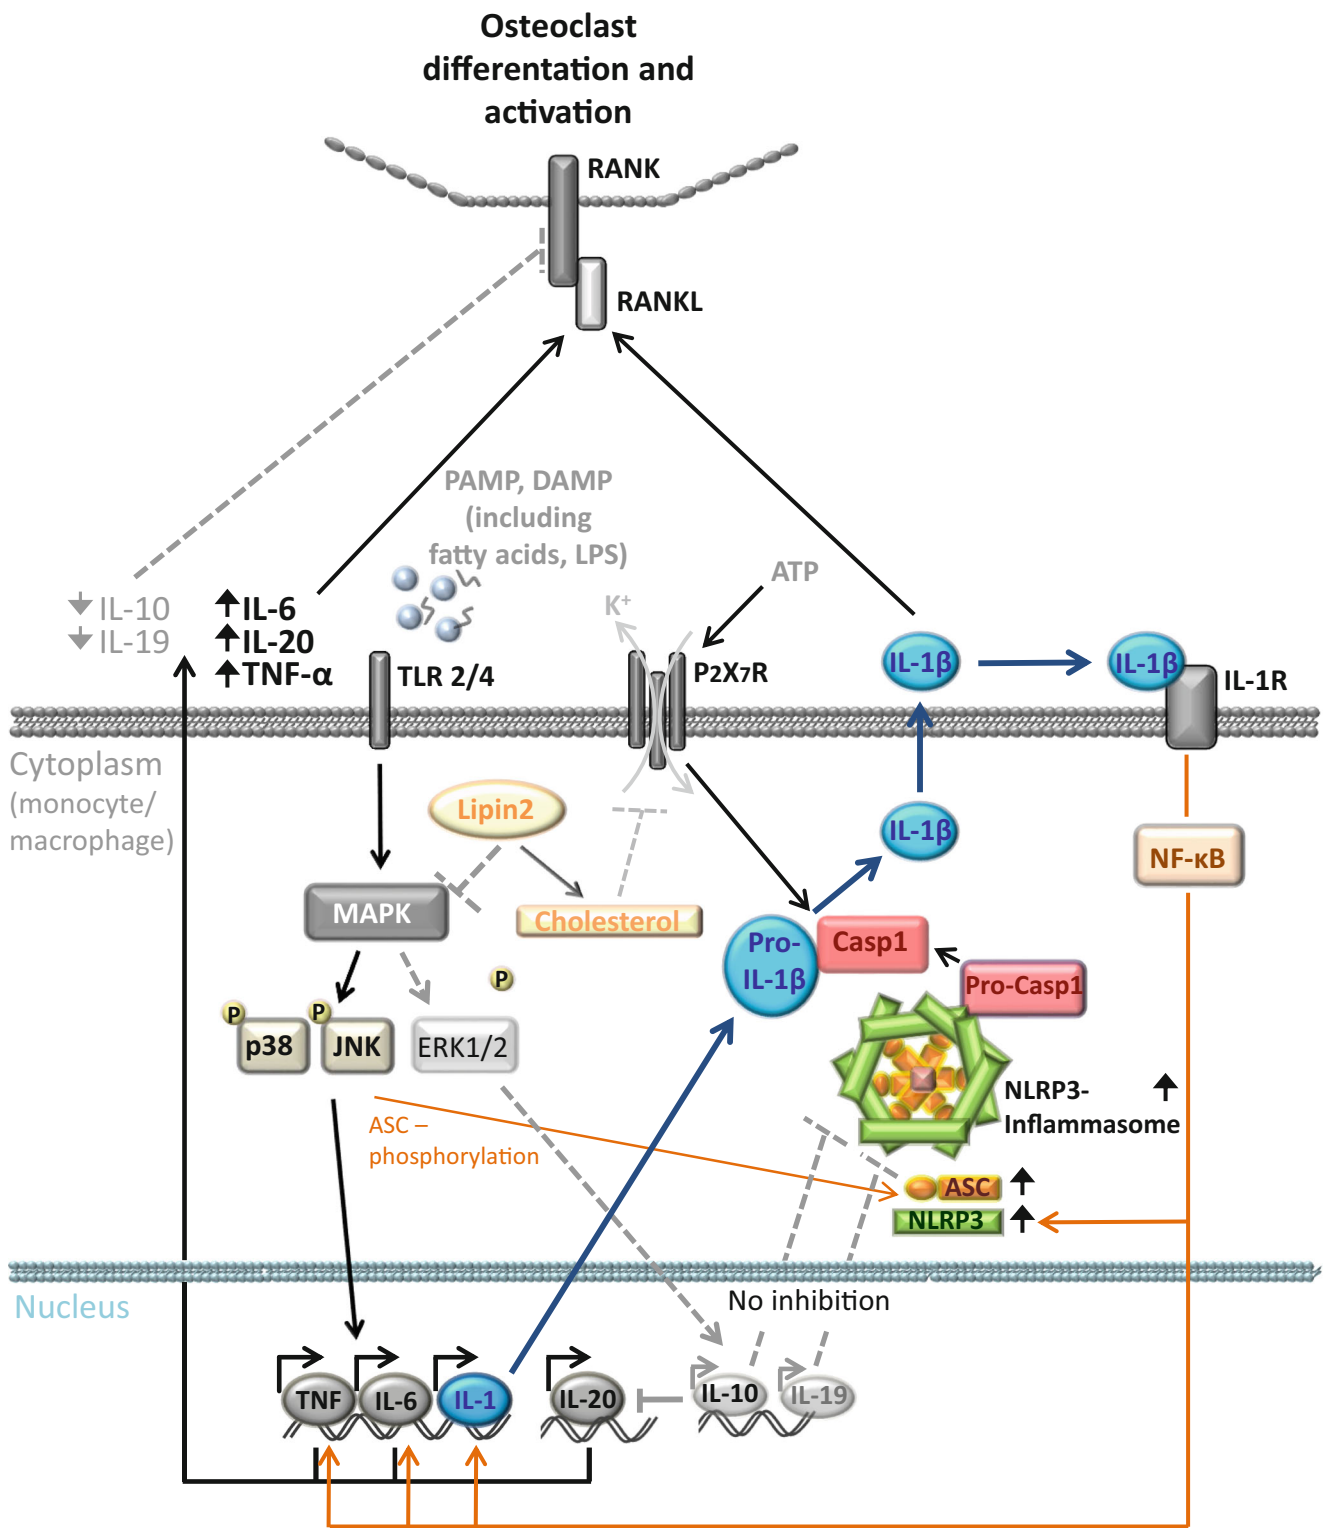 Osteoclast
differentation and
activation
RANK
RANKL
PAMP, DAMP
(including
fatty acids, LPS)
ATP
K+
IL-10
IL-19
IL-6
IL-20
TNF-α
TLR 2/4
P2X7R
IL-1β
IL-1β
IL-1R
Cytoplasm
(monocyte/
macrophage)
Lipin2
IL-1β
NF-κB
MAPK
Cholesterol
Pro-
IL-1β
Casp1
Pro-Casp1
P
P
P
p38
JNK
ERK1/2
NLRP3-
Inflammasome
ASC –
phosphorylation
ASC
NLRP3
Nucleus
No inhibition
TNF
IL-6
IL-1
IL-20
IL-10
IL-19